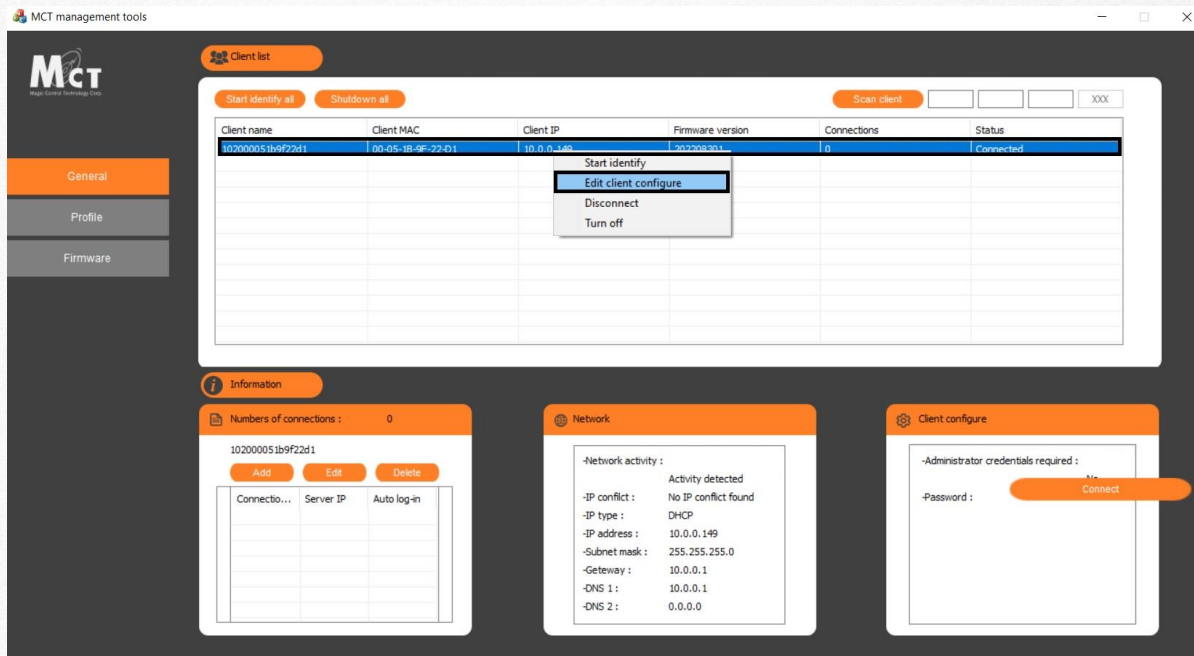 MCT management tools
MCT
Magic Control Technology Corp.
Client list
Start identify all Shutdown all Scan client XXX
Client name Client MAC Client IP Firmware version Connections Status
102000051b9f22d1 00-05-1B-9F-22-D1 10.0.0.149 202208301 0 Connected
Start identify
Edit client configure
Disconnect
Turn off
General
Profile
Firmware
Information
Numbers of connections : 0
102000051b9f22d1
Add Edit Delete
Connectio... Server IP Auto log-in
Network
-Network activity :
Activity detected
-IP conflict : No IP conflict found
-IP type : DHCP
-IP address : 10.0.0.149
-Subnet mask : 255.255.255.0
-Geteway : 10.0.0.1
-DNS 1 : 10.0.0.1
-DNS 2 : 0.0.0.0
Client configure
-Administrator credentials required :
Connect
-Password :